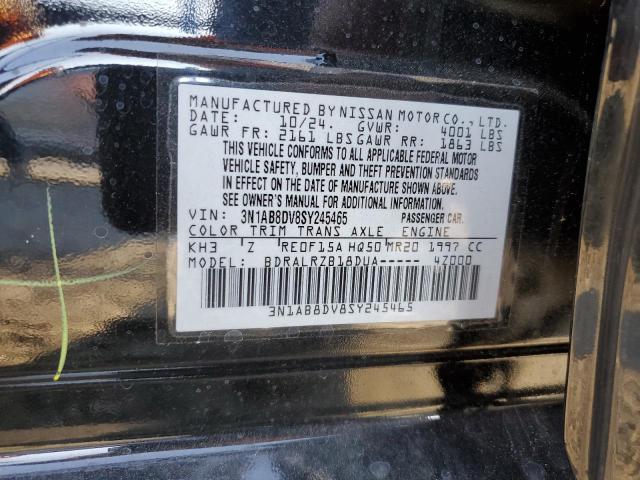 MANUFACTURED BY NISSAN MOTOR CO., LTD.
DATE: 10/24. GVWR: 4001 LBS
GAWR FR: 2161 LBS GAWR RR: 1863 LBS
THIS VEHICLE CONFORMS TO ALL APPLICABLE FEDERAL MOTOR
VEHICLE SAFETY, BUMPER AND THEFT PREVENTION STANDARDS
IN EFFECT ON THE DATE OF MANUFACTURE SHOWN ABOVE.
SEE OWNER'S MANUAL FOR ADDITIONAL INFORMATION.
VIN: 3N1AB8DV8SY245465 PASSENGER CAR.
COLOR TRIM TRANS AXLE ENGINE
KH3 Z RE0F15A HQ50 MR20 1997 CC
MODEL: BDRALRZB18DUA----- 4Z000
3N1AB8DV8SY245465